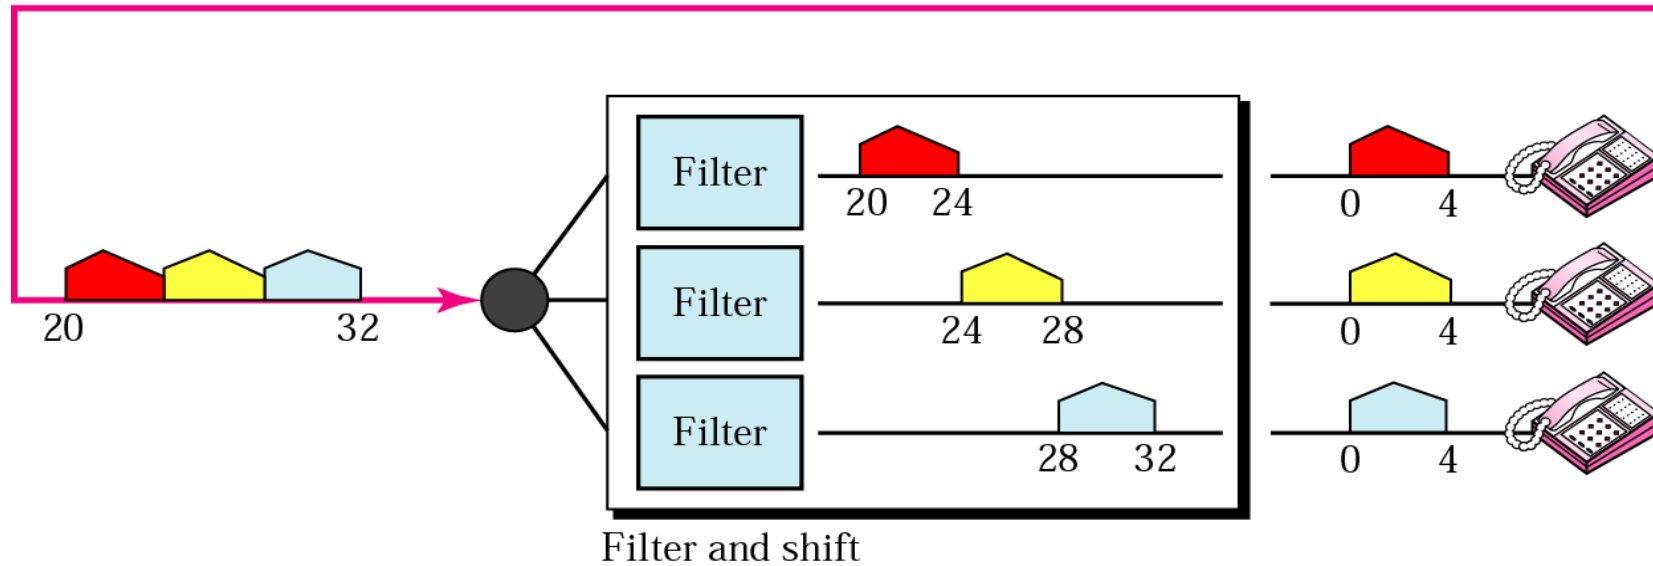 Filter
20 24
0 4
20 32
Filter
24 28
0 4
Filter
28 32
0 4
Filter and shift